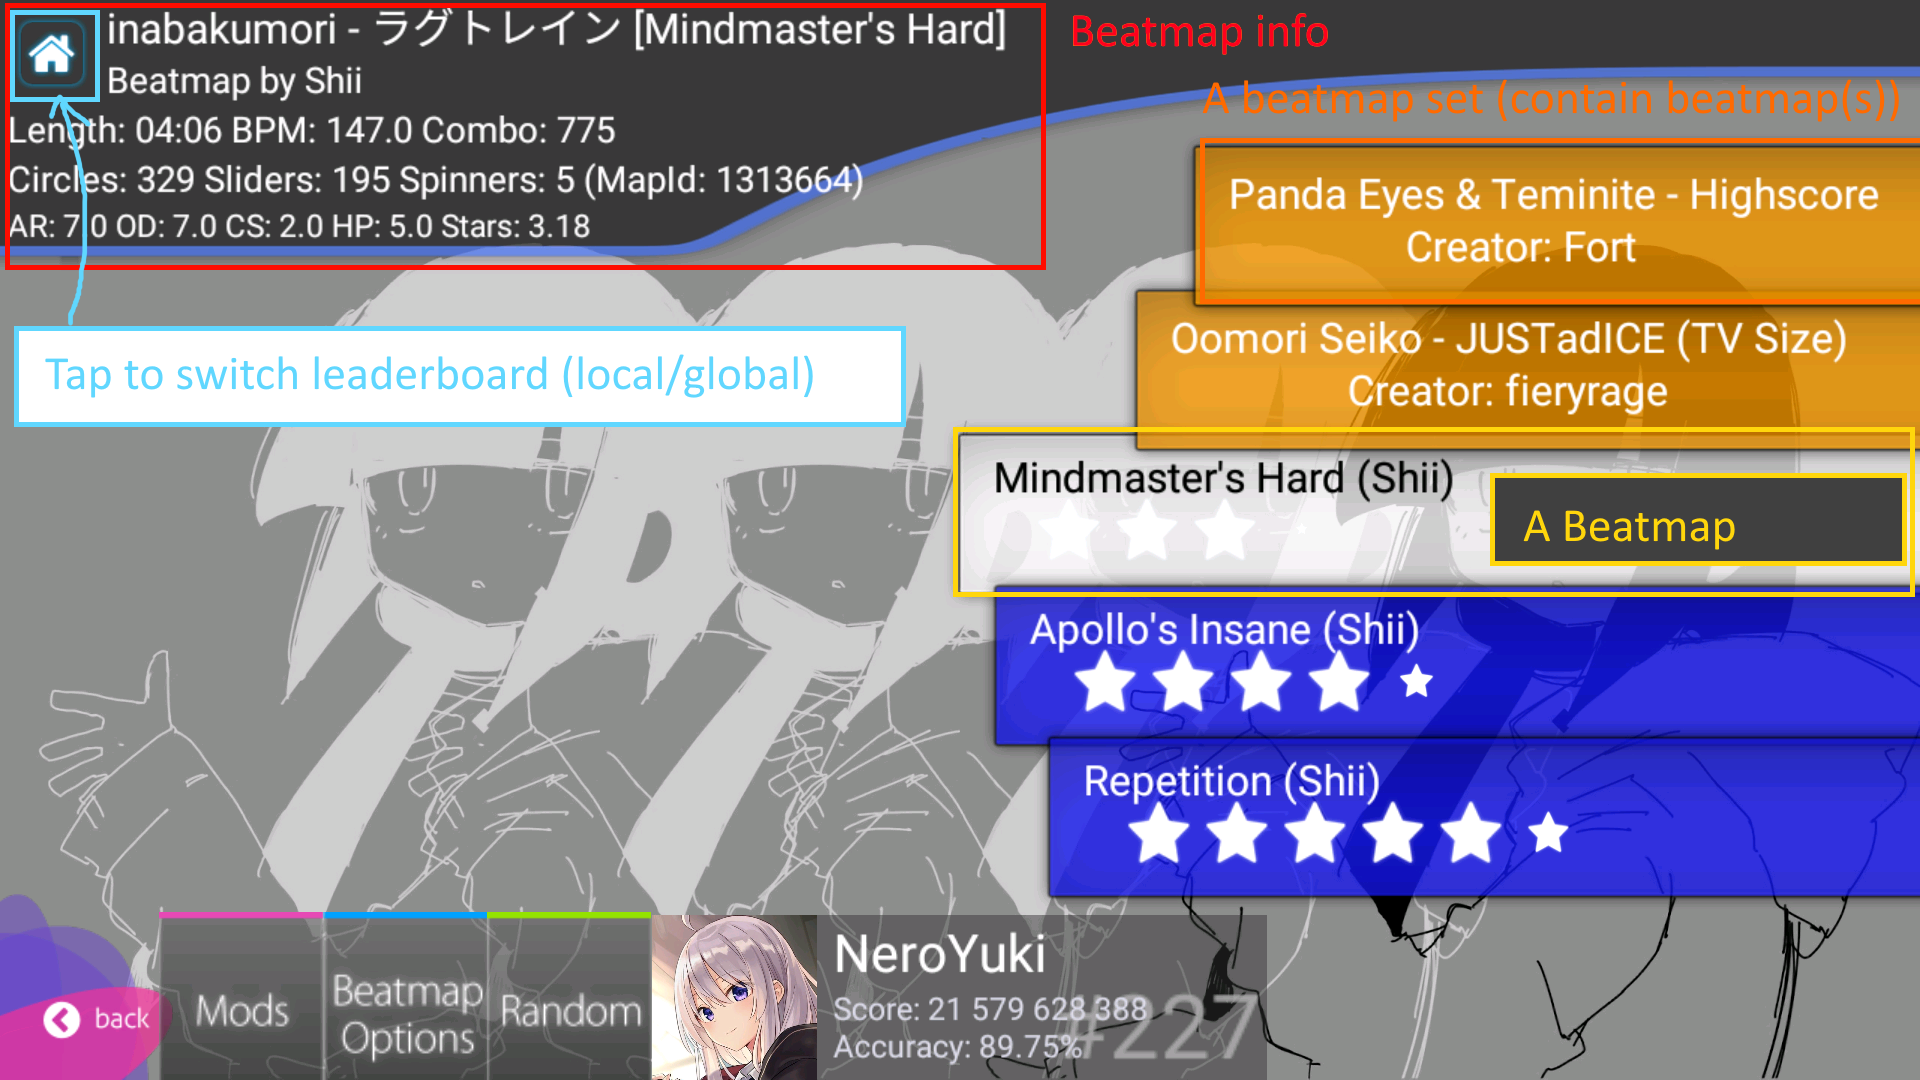 inabakumori - ラグトレイン [Mindmaster's Hard]
Beatmap by Shii
Length: 04:06 BPM: 147.0 Combo: 775
Circles: 329 Sliders: 195 Spinners: 5 (MapId: 1313664)
AR: 7.0 OD: 7.0 CS: 2.0 HP: 5.0 Stars: 3.18
Beatmap info
A beatmap set (contain beatmap(s))
Panda Eyes & Teminite - Highscore
Creator: Fort
Tap to switch leaderboard (local/global)
Oomori Seiko - JUSTadICE (TV Size)
Creator: fieryrage
Mindmaster's Hard (Shii)
A Beatmap
Apollo's Insane (Shii)
Repetition (Shii)
back
Mods
Beatmap
Options
Random
NeroYuki
Score: 21 579 628 388
Accuracy: 89.75%
#227